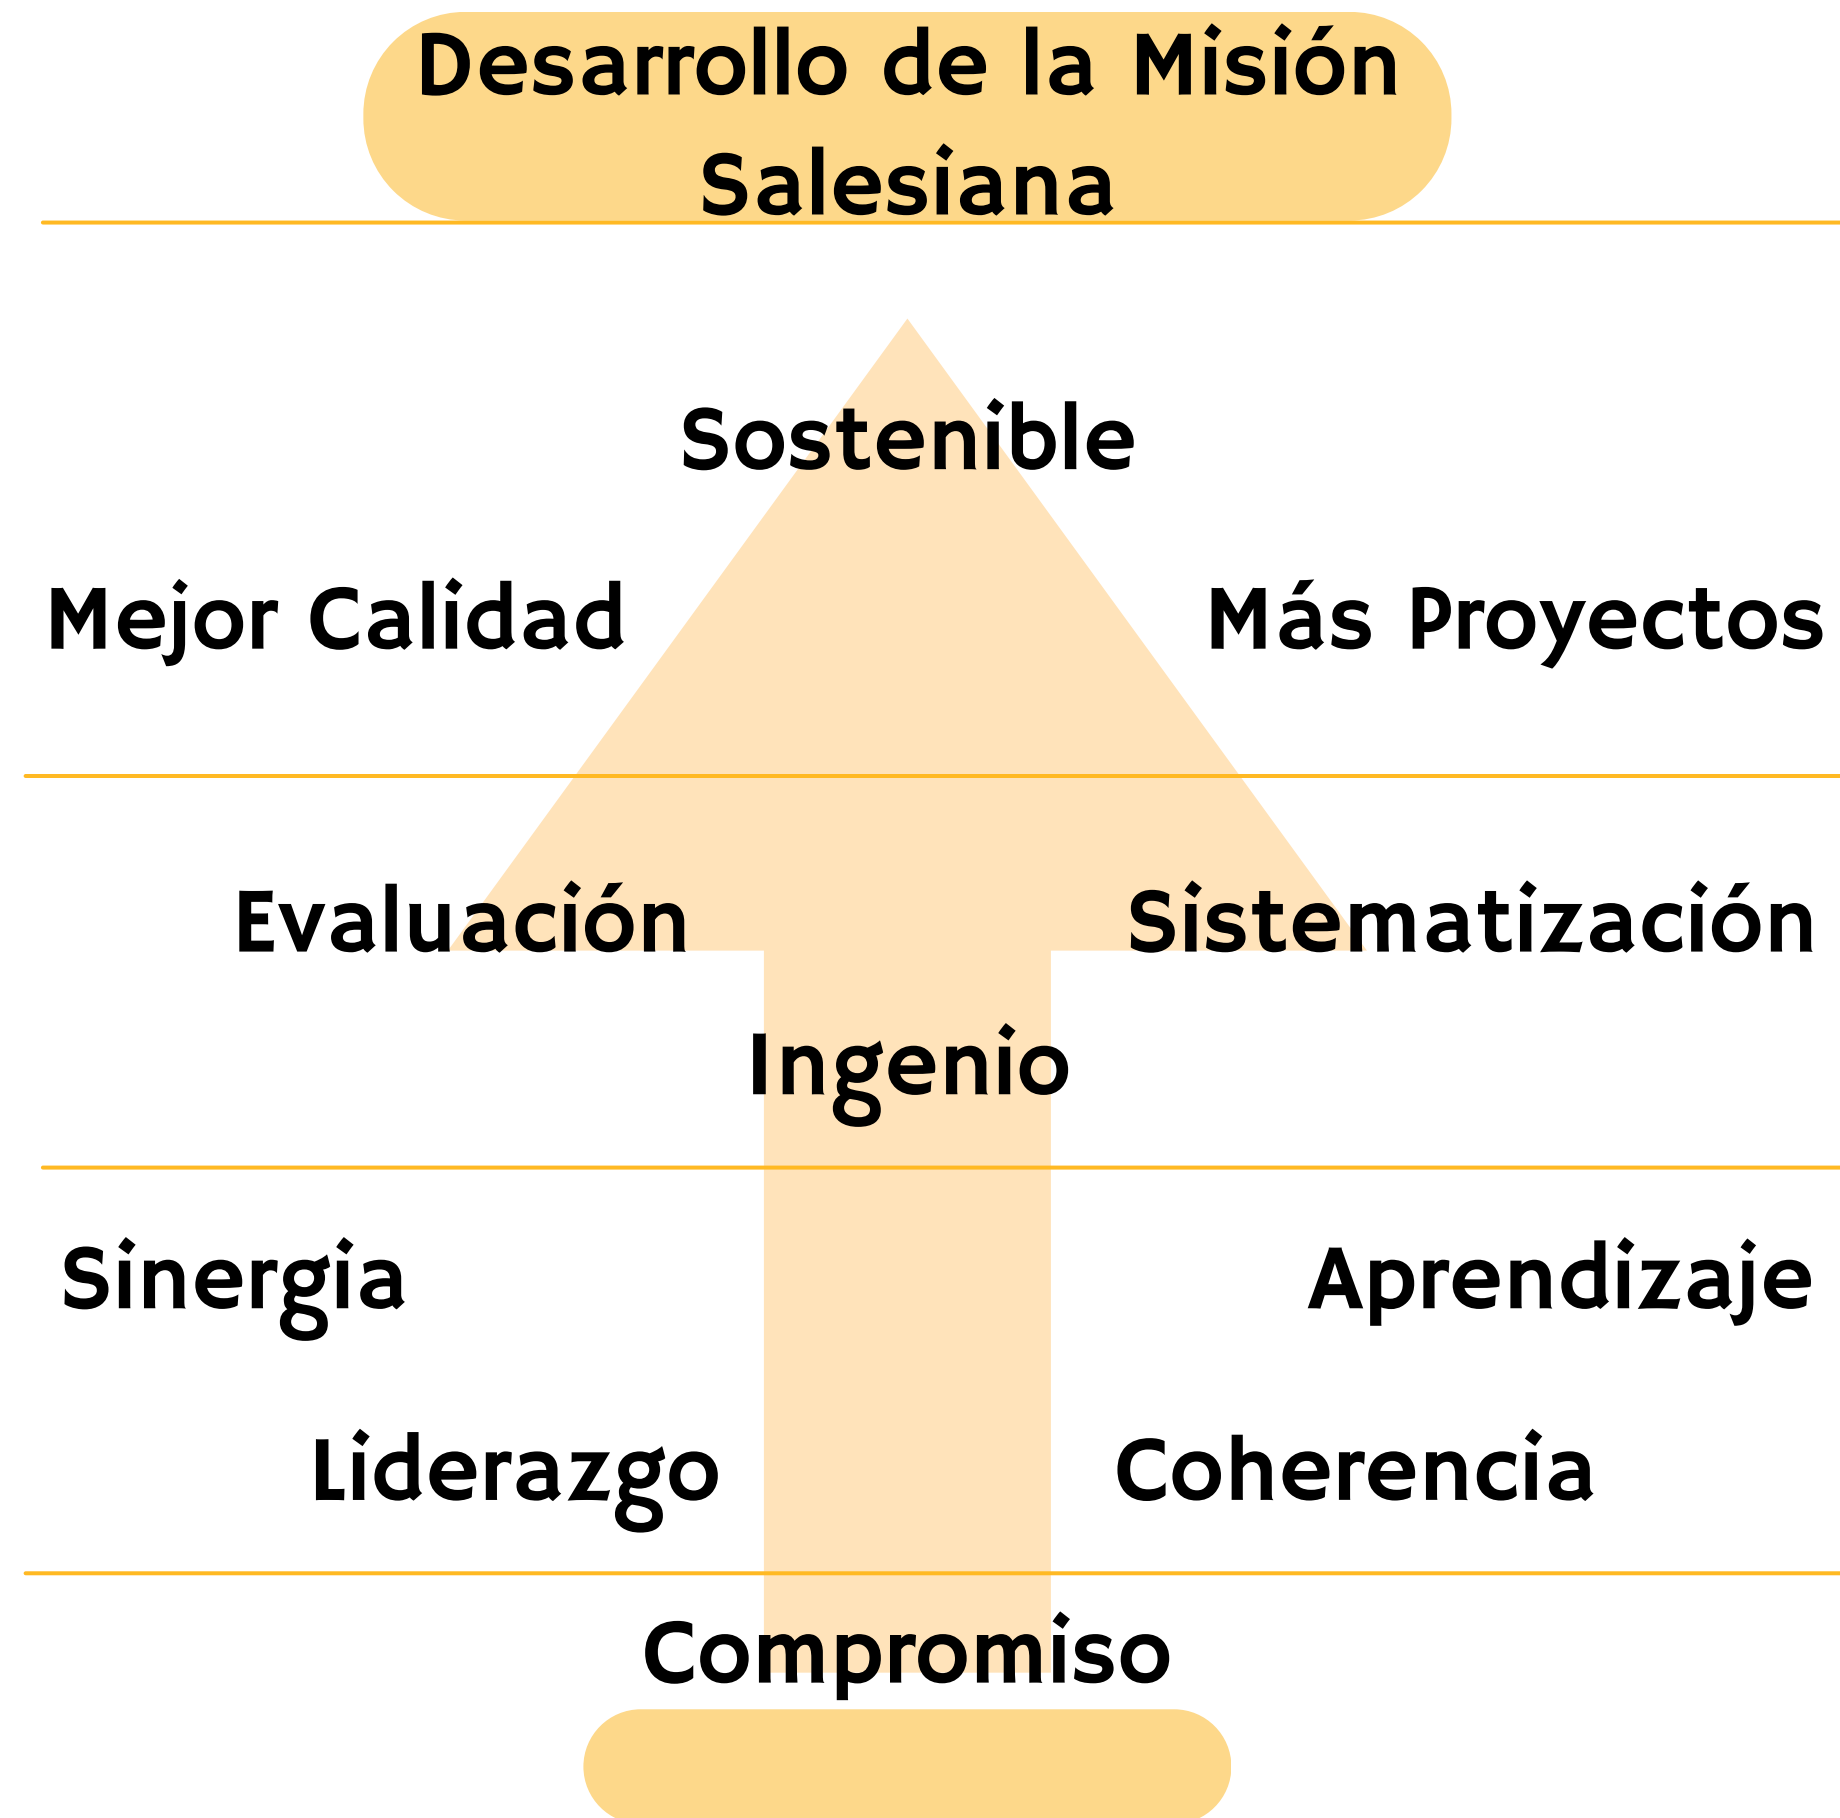 Desarrollo de la Misión
Salesiana
Sostenible
Mejor Calidad
Más Proyectos
Evaluación
Sistematización
Ingenio
Sinergia
Aprendizaje
Liderazgo
Coherencia
Compromiso